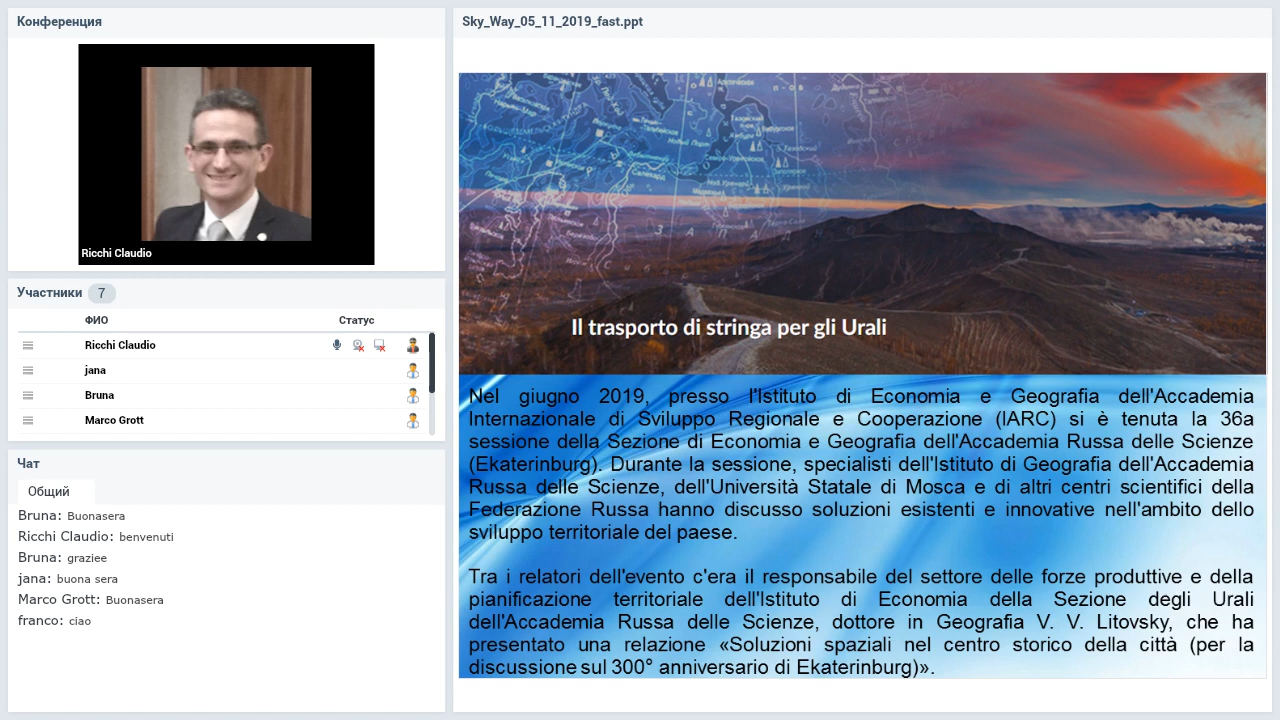 Конференция
Ricchi Claudio
Участники 7
ФИО Статус
Ricchi Claudio
jana
Bruna
Marco Grott
Чат
Общий
Bruna: Buonasera
Ricchi Claudio: benvenuti
Bruna: graziee
jana: buona sera
Marco Grott: Buonasera
franco: ciao
Sky_Way_05_11_2019_fast.ppt
Il trasporto di stringa per gli Urali
Nel giugno 2019, presso l'Istituto di Economia e Geografia dell'Accademia
Internazionale di Sviluppo Regionale e Cooperazione (IARC) si è tenuta la 36a
sessione della Sezione di Economia e Geografia dell'Accademia Russa delle Scienze
(Ekaterinburg). Durante la sessione, specialisti dell'Istituto di Geografia dell'Accademia
Russa delle Scienze, dell'Università Statale di Mosca e di altri centri scientifici della
Federazione Russa hanno discusso soluzioni esistenti e innovative nell'ambito dello
sviluppo territoriale del paese.
Tra i relatori dell'evento c'era il responsabile del settore delle forze produttive e della
pianificazione territoriale dell'Istituto di Economia della Sezione degli Urali
dell'Accademia Russa delle Scienze, dottore in Geografia V. V. Litovsky, che ha
presentato una relazione «Soluzioni spaziali nel centro storico della città (per la
discussione sul 300° anniversario di Ekaterinburg)».